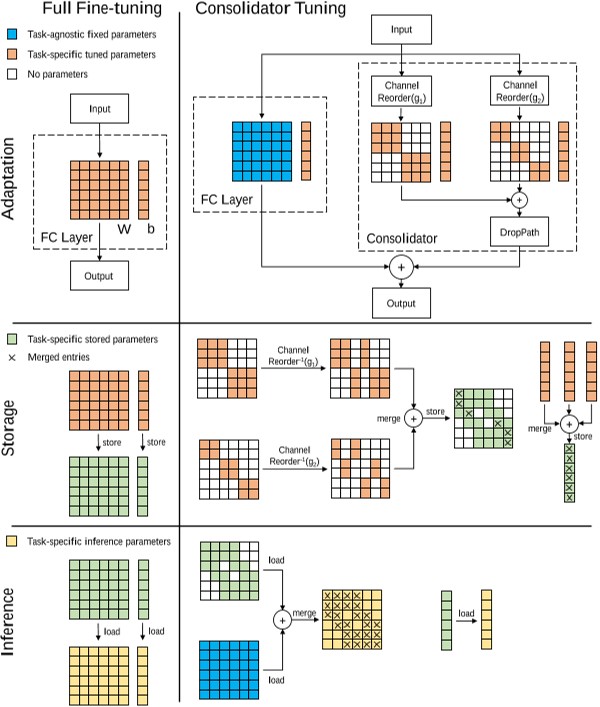 Full Fine-tuning
Consolidator Tuning
Task-agnostic fixed parameters
Task-specific tuned parameters
No parameters
Adaptation
Input
FC Layer
W
b
Output
Input
Channel
Reorder(g₁)
Channel
Reorder(g₂)
FC Layer
+
DropPath
Consolidator
+
Output
Storage
Task-specific stored parameters
× Merged entries
store
store
Channel
Reorder⁻¹(g₁)
Channel
Reorder⁻¹(g₂)
merge
+
store
merge
+
store
Inference
Task-specific inference parameters
load
load
load
+
merge
load
load